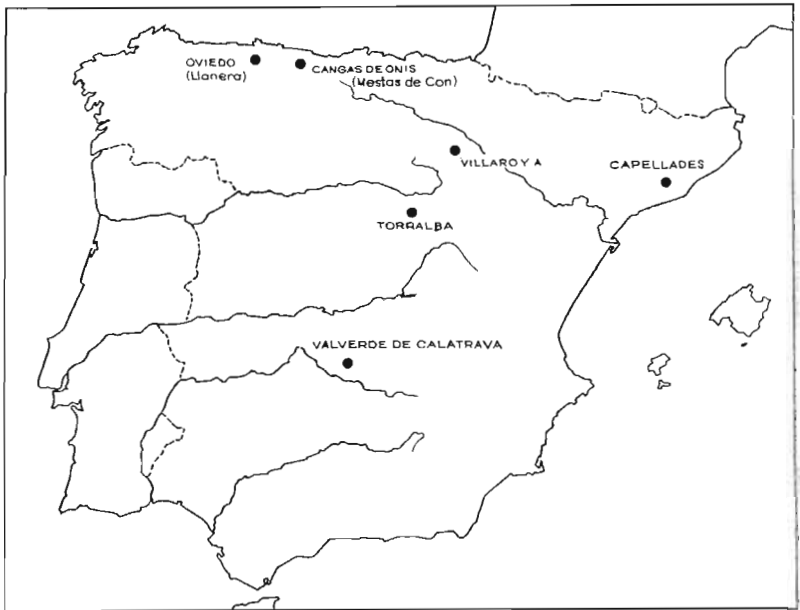 OVIEDO
(Llanera)
CANGAS DE ONIS
(Mestas de Con)
VILLAROYA
CAPELLADES
TORRALBA
VALVERDE DE CALATRAVA